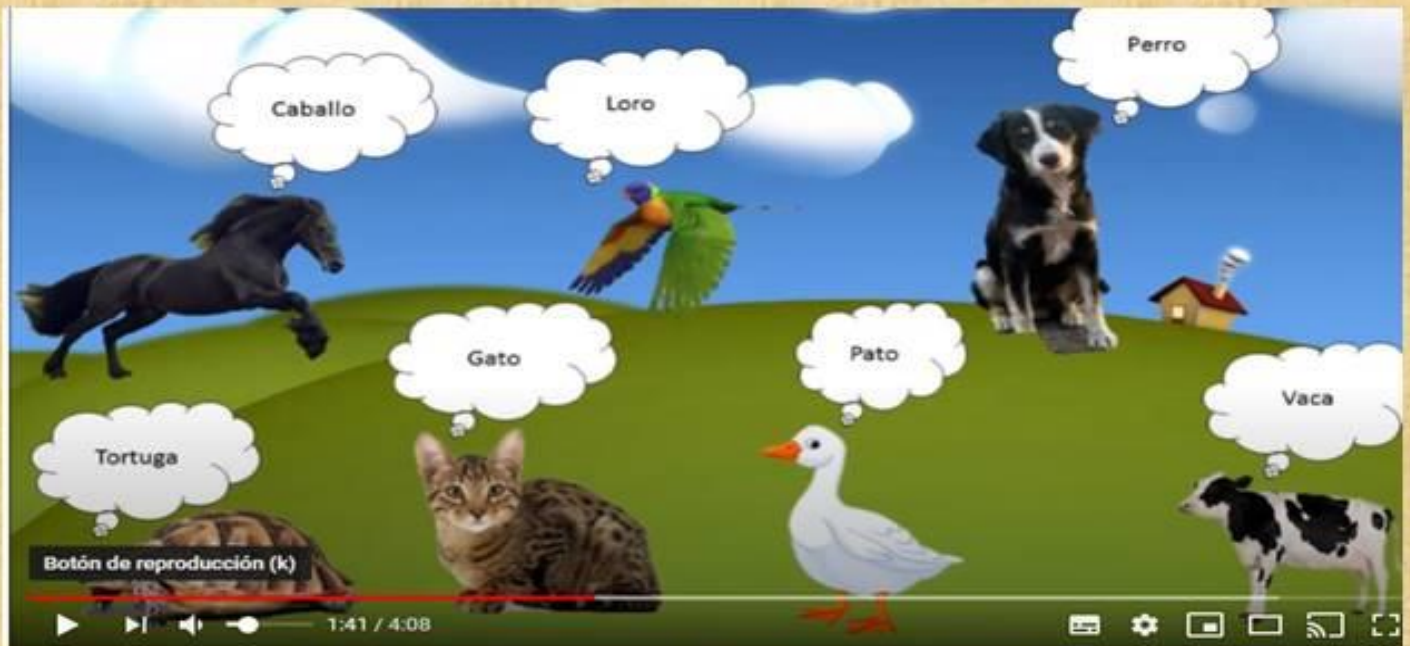 Perro
Caballo
Loro
Gato
Pato
Vaca
Tortuga
Botón de reproducción (k)
1:41 / 4:08